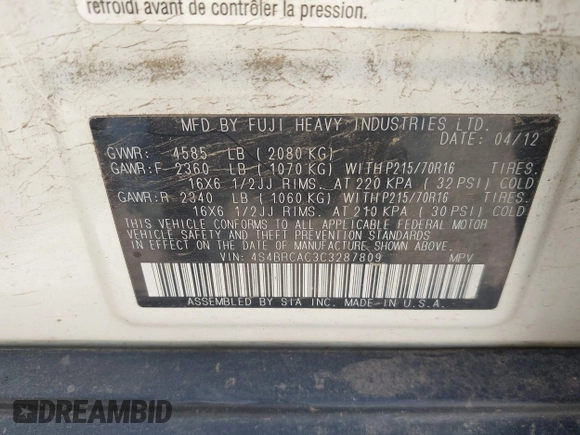 refroidi avant de contrôler la pression.
MFD BY FUJI HEAVY INDUSTRIES LTD.
DATE: 04/12
GVWR: 4585 LB ( 2080 KG)
GAWR:F 2360 LB ( 1070 KG) WITH P215/70R16 TIRES.
16X6 1/2JJ RIMS. AT 220 KPA ( 32 PSI) COLD
GAWR:R 2340 LB ( 1060 KG) WITH P215/70R16 TIRES.
16X6 1/2JJ RIMS. AT 210 KPA ( 30 PSI) COLD
THIS VEHICLE CONFORMS TO ALL APPLICABLE FEDERAL MOTOR
VEHICLE SAFETY AND THEFT PREVENTION STANDARDS IN
EFFECT ON THE DATE OF MANUFACTURE SHOWN ABOVE.
VIN: 4S4BRCAC3C3287809 MPV
ASSEMBLED BY SIA INC. MADE-IN U.S.A.
DREAMBID.COM